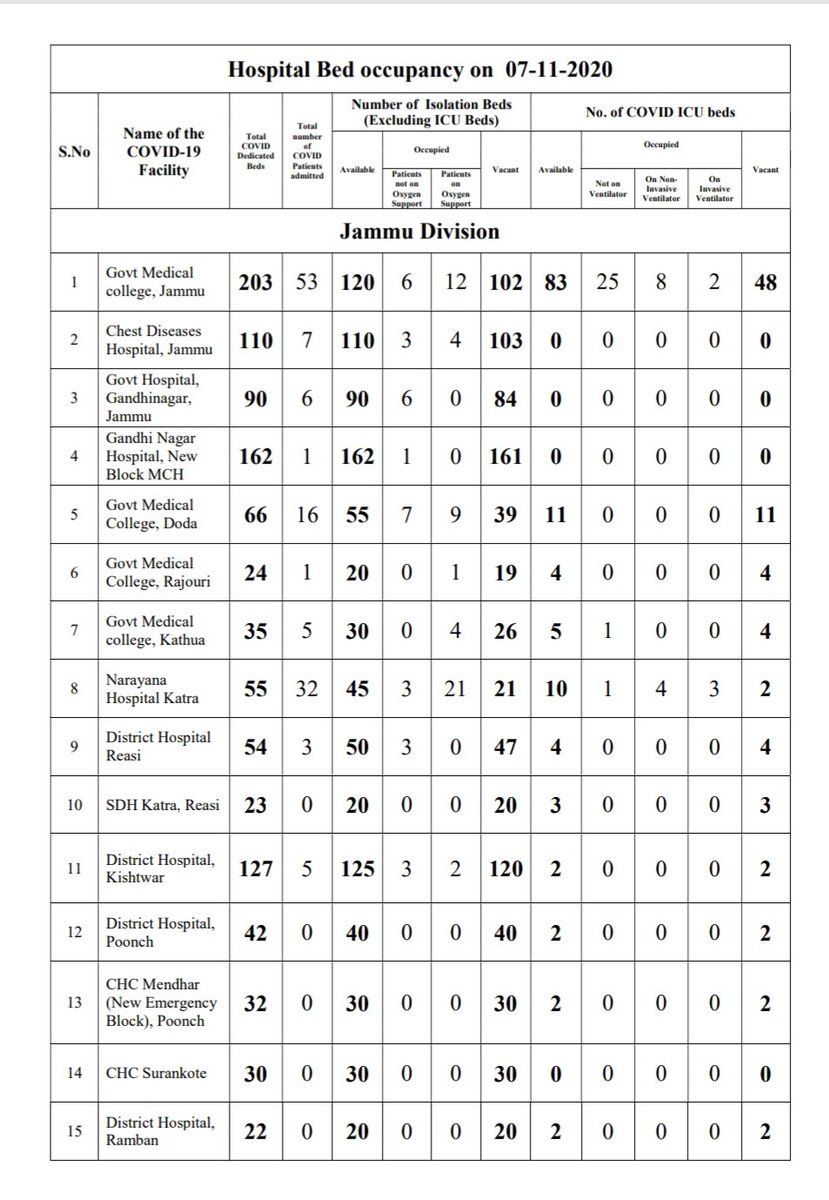 Hospital Bed occupancy on 07-11-2020
S.No
Name of the
COVID-19
Facility
Total
COVID
Dedicated
Beds
Total
number
of
COVID
Patients
admitted
Number of Isolation Beds
(Excluding ICU Beds)
No. of COVID ICU beds
Available
Occupied
Vacant
Available
Occupied
Vacant
Patients
not on
Oxygen
Support
Patients
on
Oxygen
Support
Not on
Ventilator
On Non-
Invasive
Ventilator
On
Invasive
Ventilator
Jammu Division
1 Govt Medical
college, Jammu 203 53 120 6 12 102 83 25 8 2 48
2 Chest Diseases
Hospital, Jammu 110 7 110 3 4 103 0 0 0 0 0
3 Govt Hospital,
Gandhinagar,
Jammu 90 6 90 6 0 84 0 0 0 0 0
4 Gandhi Nagar
Hospital, New
Block MCH 162 1 162 1 0 161 0 0 0 0 0
5 Govt Medical
College, Doda 66 16 55 7 9 39 11 0 0 0 11
6 Govt Medical
College, Rajouri 24 1 20 0 1 19 4 0 0 0 4
7 Govt Medical
college, Kathua 35 5 30 0 4 26 5 1 0 0 4
8 Narayana
Hospital Katra 55 32 45 3 21 21 10 1 4 3 2
9 District Hospital
Reasi 54 3 50 3 0 47 4 0 0 0 4
10 SDH Katra, Reasi 23 0 20 0 0 20 3 0 0 0 3
11 District Hospital,
Kishtwar 127 5 125 3 2 120 2 0 0 0 2
12 District Hospital,
Poonch 42 0 40 0 0 40 2 0 0 0 2
13 CHC Mendhar
(New Emergency
Block), Poonch 32 0 30 0 0 30 2 0 0 0 2
14 CHC Surankote 30 0 30 0 0 30 0 0 0 0 0
15 District Hospital,
Ramban 22 0 20 0 0 20 2 0 0 0 2